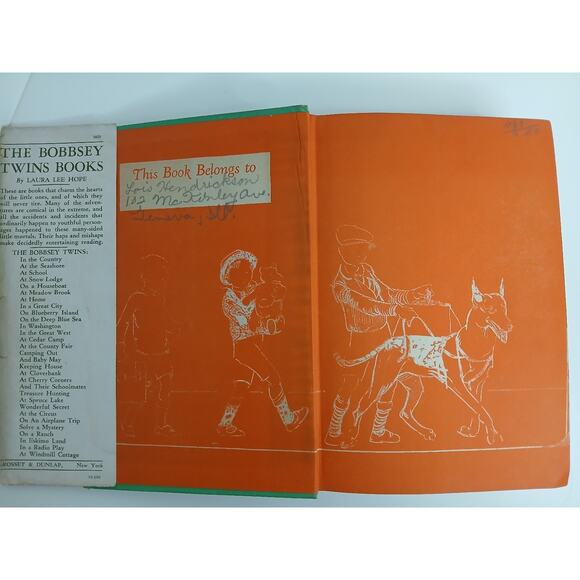 THE BOBBSEY
TWINS BOOKS
By LAURA LEE HOPE
These are books that charm the hearts
of the little ones, and of which they
will never tire. Many of the adven-
tures are comical in the extreme, and
all the accidents and incidents that
ordinarily happen to youthful person-
ages happened to these many-sided
little mortals. Their haps and mishaps
make decidedly entertaining reading.
THE BOBBSEY TWINS:
In the Country
At the Seashore
At School
At Snow Lodge
On a Houseboat
At Meadow Brook
At Home
In a Great City
On Blueberry Island
On the Deep Blue Sea
In Washington
In the Great West
At Cedar Camp
At the County Fair
Camping Out
And Baby May
Keeping House
At Cloverbank
At Cherry Corners
And Their Schoolmates
Treasure Hunting
At Spruce Lake
Wonderful Secret
At the Circus
On An Airplane Trip
Solve a Mystery
On a Ranch
In Eskimo Land
In a Radio Play
At Windmill Cottage
GROSSET & DUNLAP, New York
This Book Belongs to
Lois Hendrickson
102 McKinley Ave.
Geneva, Ill.